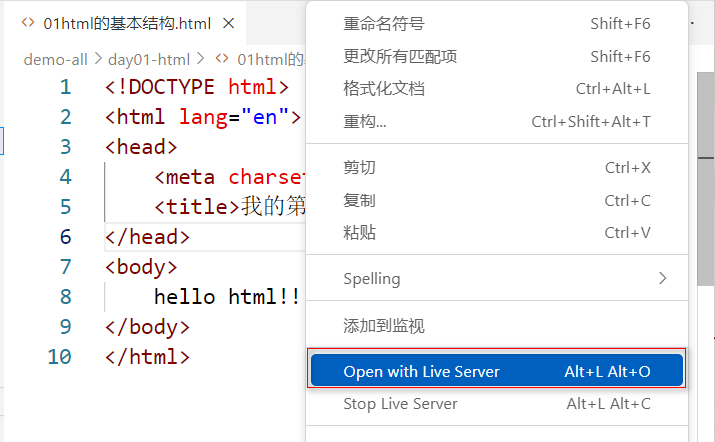 <> 01html的基本结构.html ×
demo-all > day01-html > <> 01html的
1 <!DOCTYPE html>
2 <html lang="en">
3 <head>
4 <meta charset
5 <title>我的第
6 </head>
7 <body>
8 hello html!!
9 </body>
10 </html>
重命名符号 Shift+F6
更改所有匹配项 Shift+F6
格式化文档 Ctrl+Alt+L
重构... Ctrl+Shift+Alt+T
剪切 Ctrl+X
复制 Ctrl+C
粘贴 Ctrl+V
Spelling >
添加到监视
Open with Live Server Alt+L Alt+O
Stop Live Server Alt+L Alt+C